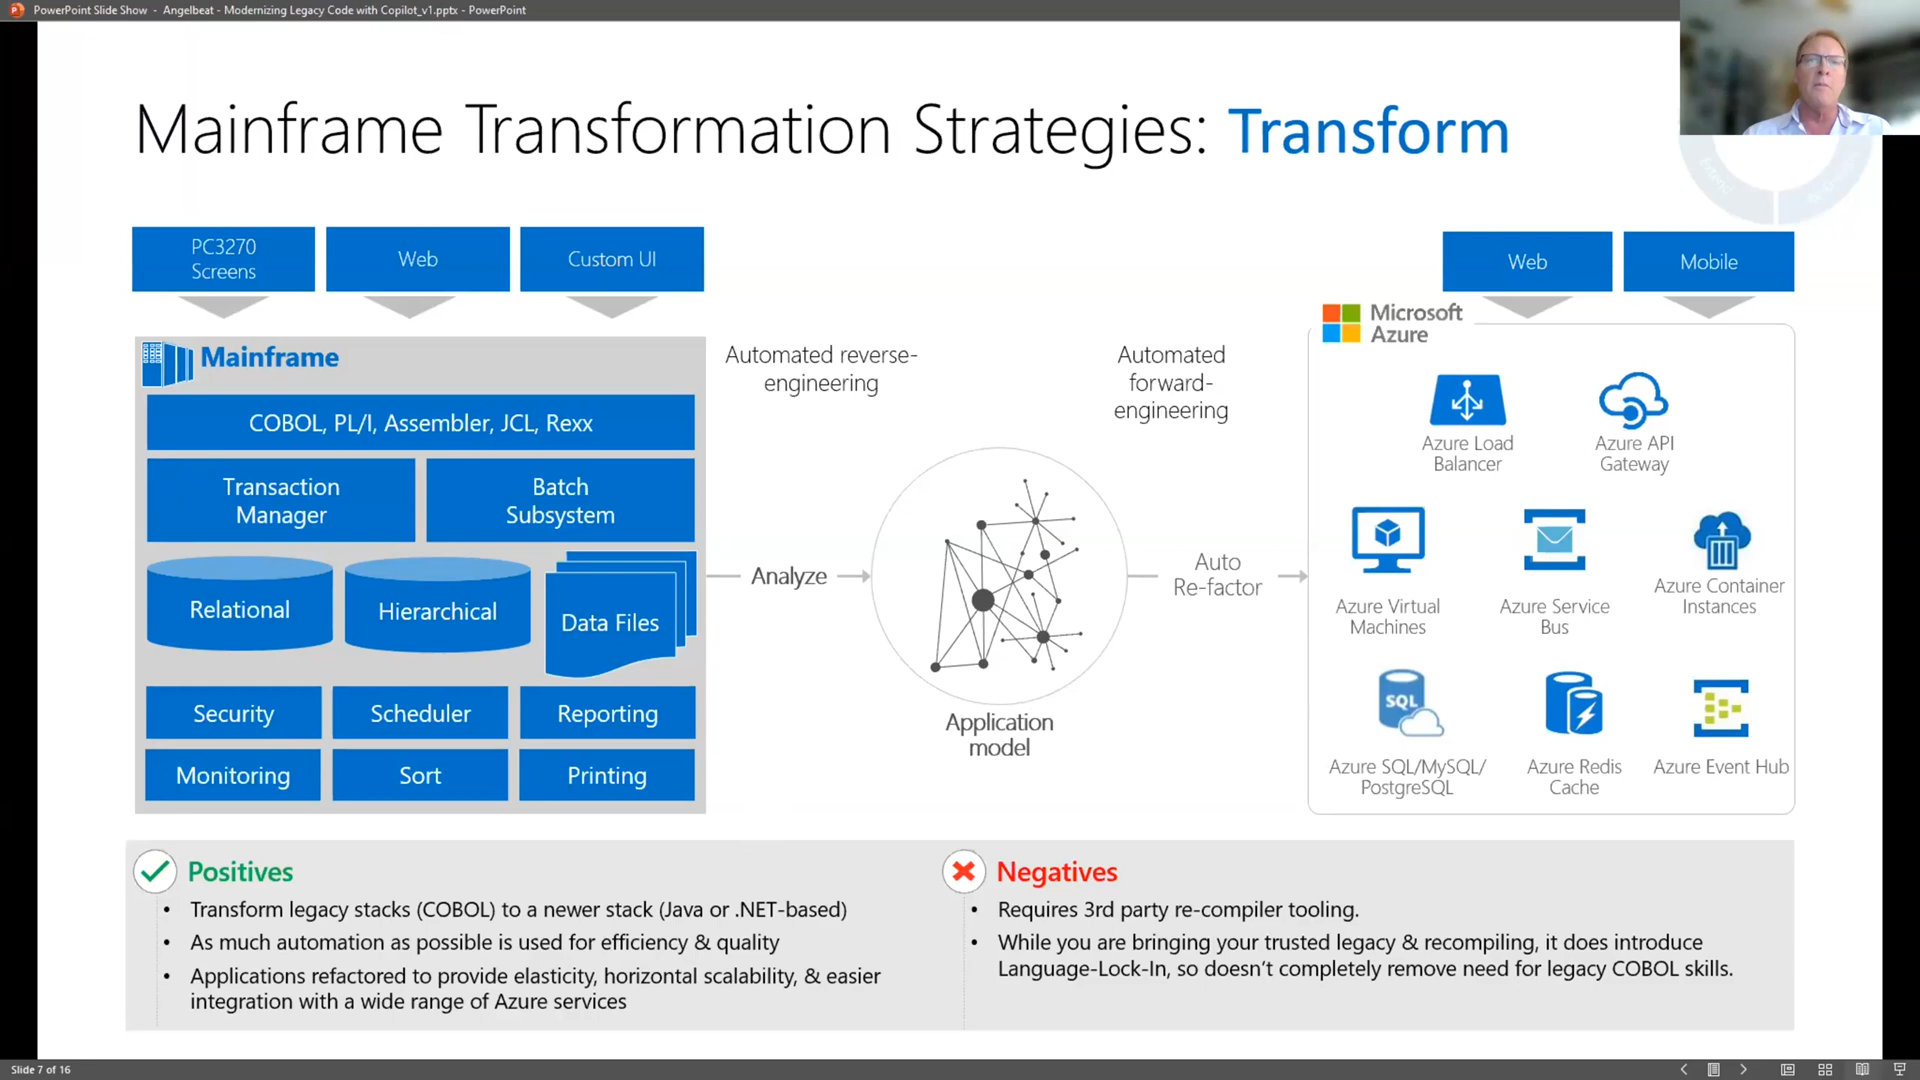 PowerPoint Slide Show - Angelbeat - Modernizing Legacy Code with Copilot_v1.pptx - PowerPoint
Mainframe Transformation Strategies: Transform
PC3270
Screens
Web
Custom UI
Web
Mobile
Mainframe
COBOL, PL/I, Assembler, JCL, Rexx
Transaction
Manager
Batch
Subsystem
Relational
Hierarchical
Data Files
Security
Scheduler
Reporting
Monitoring
Sort
Printing
Automated reverse-
engineering
Analyze
Application
model
Automated
forward-
engineering
Auto
Re-factor
Microsoft
Azure
Azure Load
Balancer
Azure API
Gateway
Azure Virtual
Machines
Azure Service
Bus
Azure Container
Instances
SQL
Azure SQL/MySQL/
PostgreSQL
Azure Redis
Cache
Azure Event Hub
Positives
• Transform legacy stacks (COBOL) to a newer stack (Java or .NET-based)
• As much automation as possible is used for efficiency & quality
• Applications refactored to provide elasticity, horizontal scalability, & easier
integration with a wide range of Azure services
Negatives
• Requires 3rd party re-compiler tooling.
• While you are bringing your trusted legacy & recompiling, it does introduce
Language-Lock-In, so doesn't completely remove need for legacy COBOL skills.
Slide 7 of 16